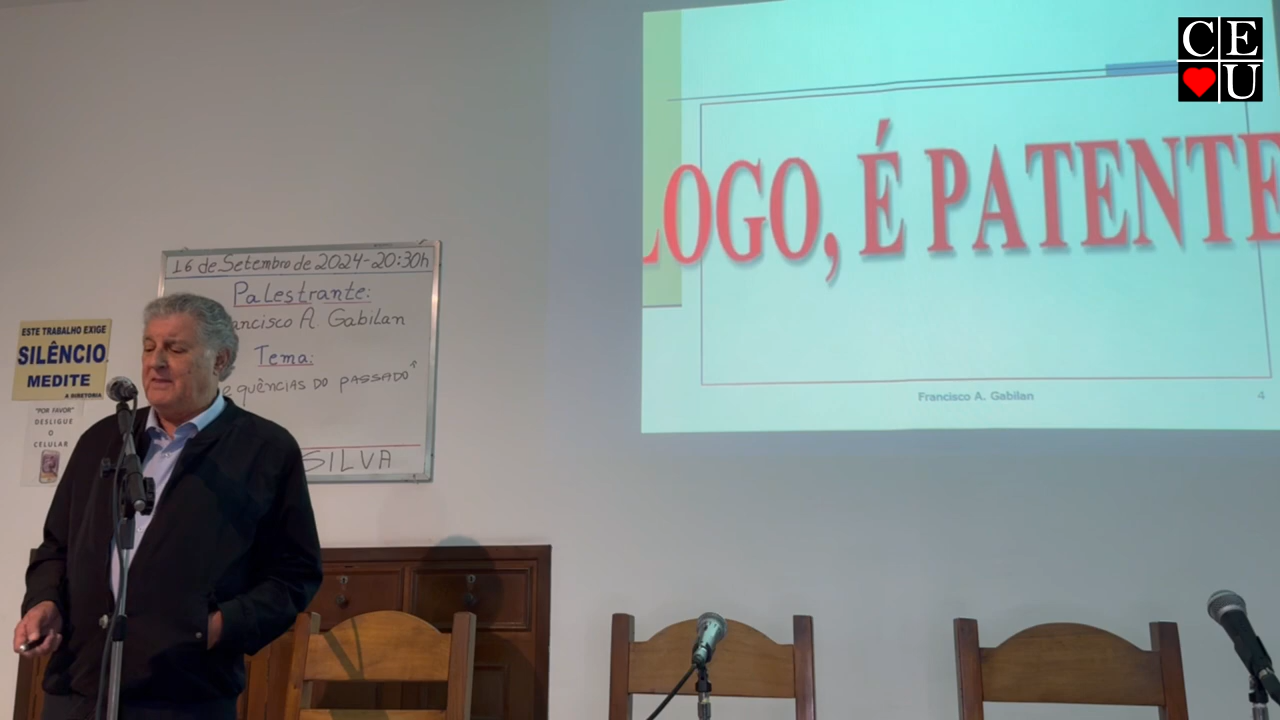 CE
U
LOGO, É PATENTE
Francisco A. Gabilan
4
16 de Setembro de 2024-20:30h
Palestrante:
ancisco A. Gabilan
Tema:
quências do passado
SILVA
ESTE TRABALHO EXIGE
SILÊNCIO
MEDITE
A DIRETORIA
"POR FAVOR"
DESLIGUE
O
CELULAR